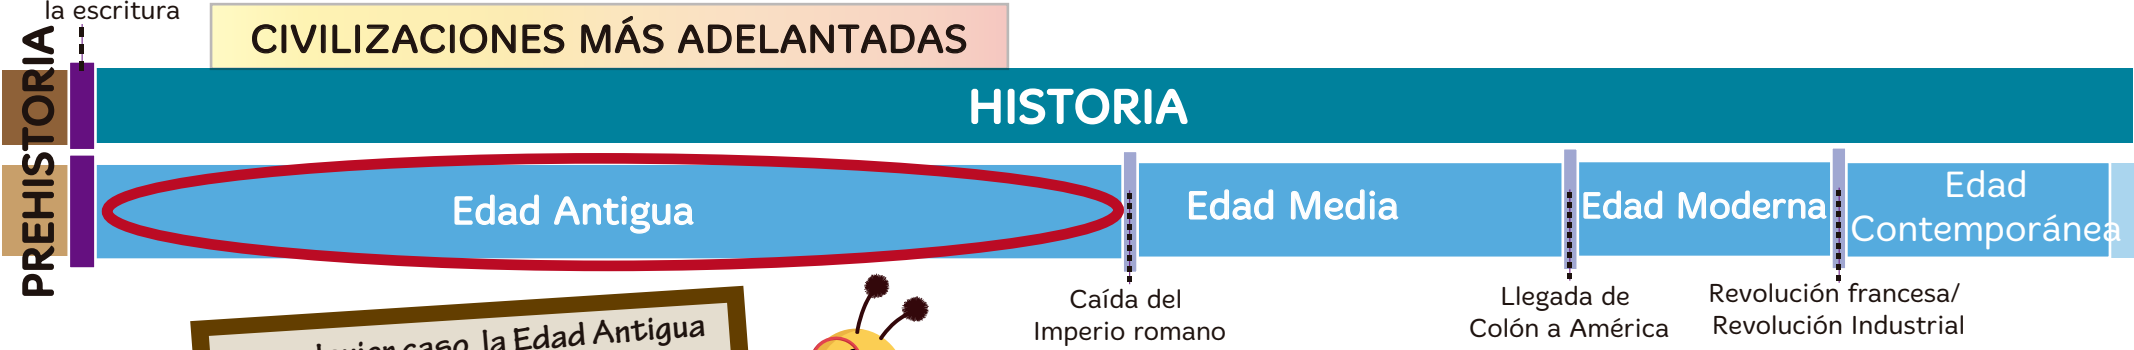 la escritura
CIVILIZACIONES MÁS ADELANTADAS
PREHISTORIA
HISTORIA
Edad Antigua
Edad Media
Edad Moderna
Edad
Contemporánea
Caída del
Imperio romano
Llegada de
Colón a América
Revolución francesa/
Revolución Industrial
caso, la Edad Antigua